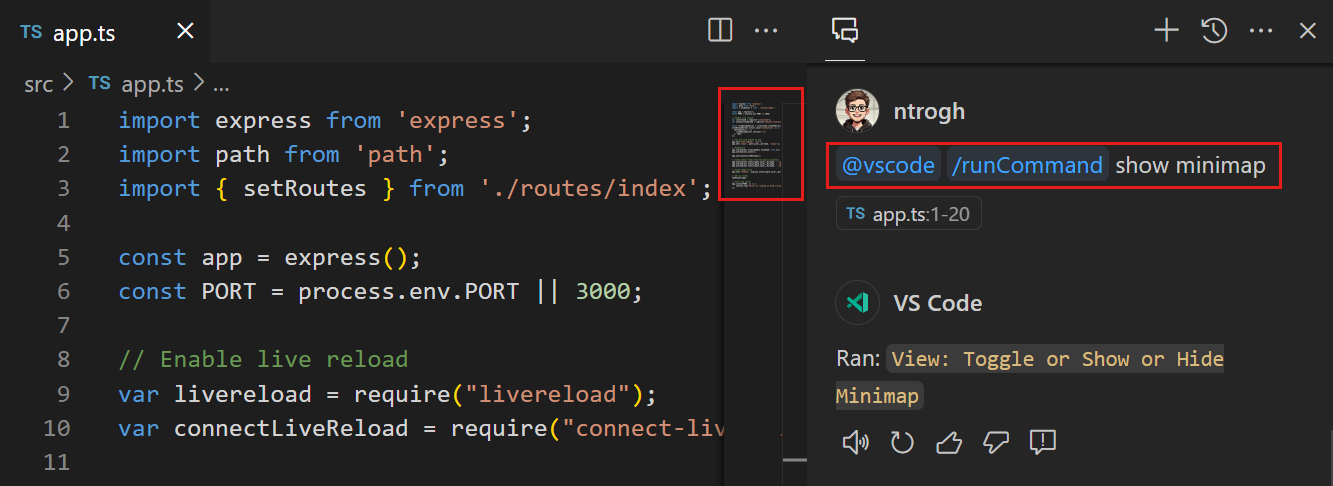 TS app.ts
src > TS app.ts > ...
1 import express from 'express';
2 import path from 'path';
3 import { setRoutes } from './routes/index';
4
5 const app = express();
6 const PORT = process.env.PORT || 3000;
7
8 // Enable live reload
9 var livereload = require("livereload");
10 var connectLiveReload = require("connect-liv
11
ntrogh
@vscode /runCommand show minimap
TS app.ts:1-20
VS Code
Ran: View: Toggle or Show or Hide
Minimap